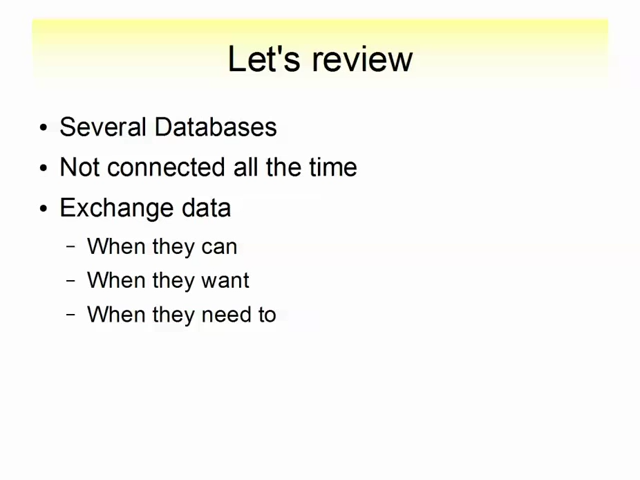 Let's review
• Several Databases
• Not connected all the time
• Exchange data
– When they can
– When they want
– When they need to